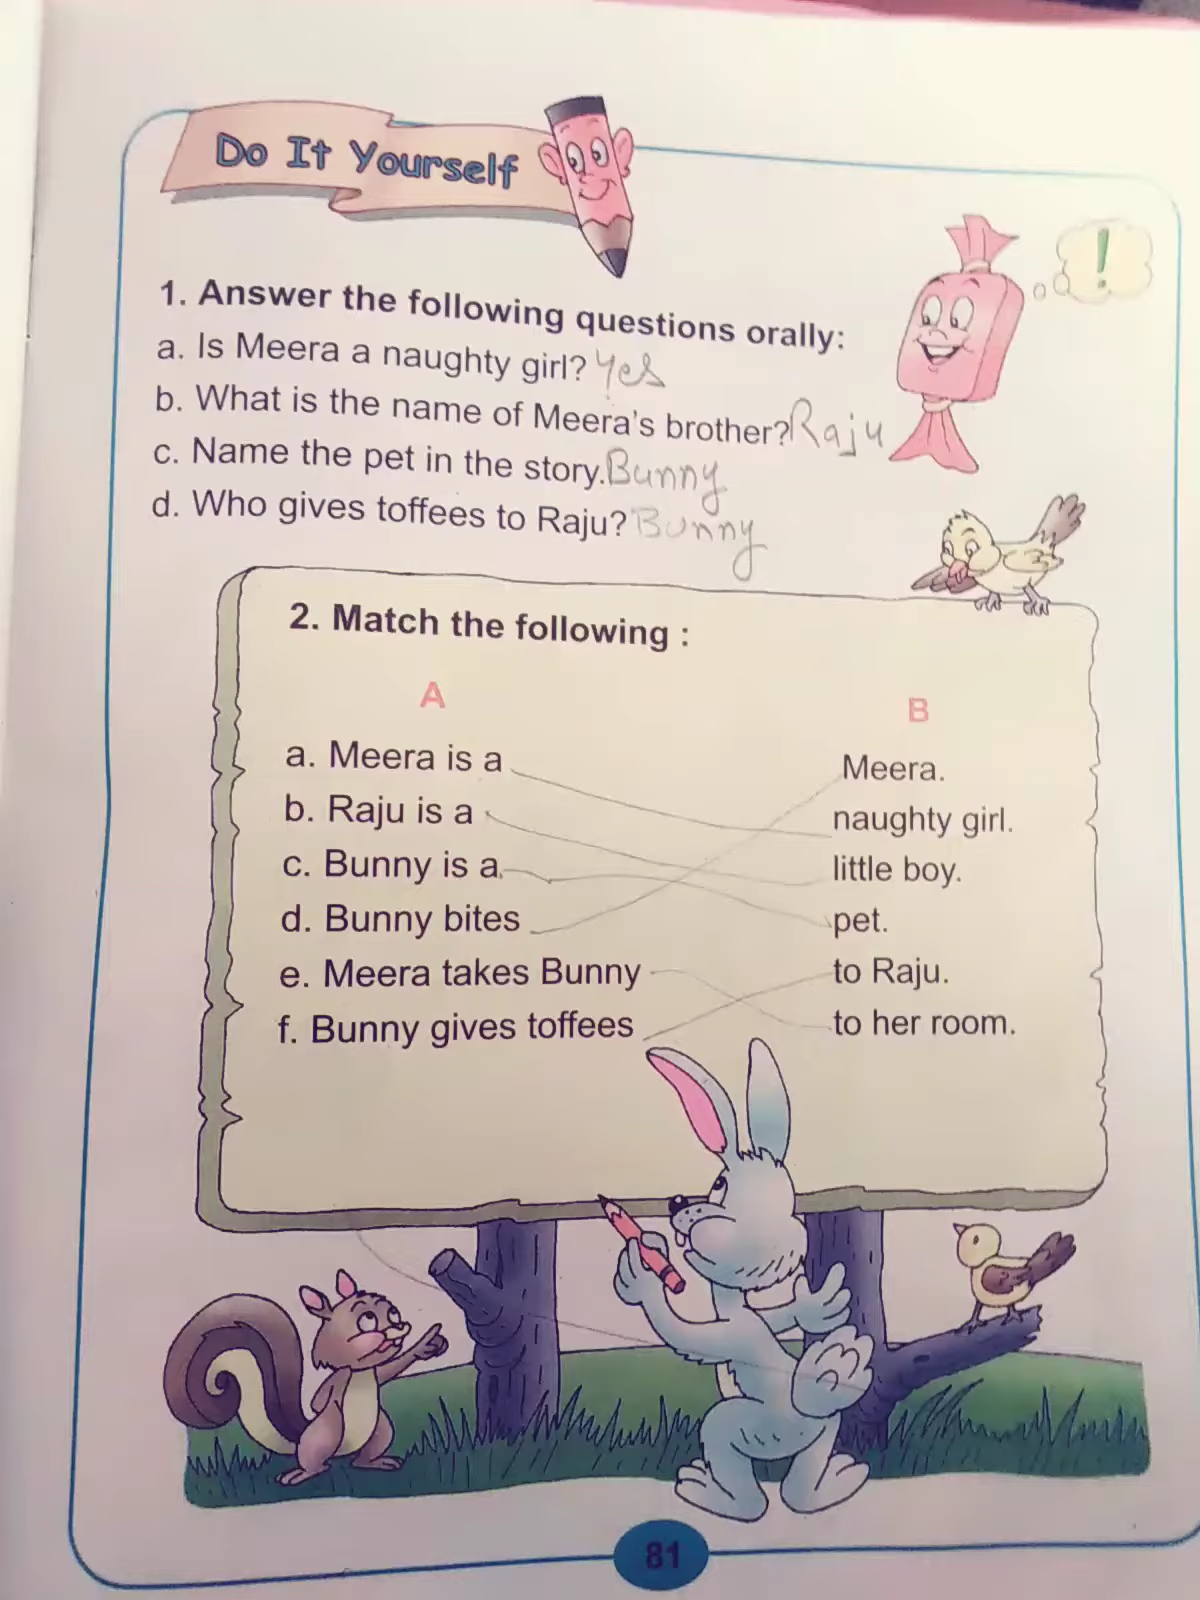 Do It Yourself
!
1. Answer the following questions orally:
a. Is Meera a naughty girl? Yes
b. What is the name of Meera's brother? Raju
c. Name the pet in the story. Bunny
d. Who gives toffees to Raju? Bunny
2. Match the following :
A B
a. Meera is a Meera.
b. Raju is a naughty girl.
c. Bunny is a little boy.
d. Bunny bites pet.
e. Meera takes Bunny to Raju.
f. Bunny gives toffees to her room.
81